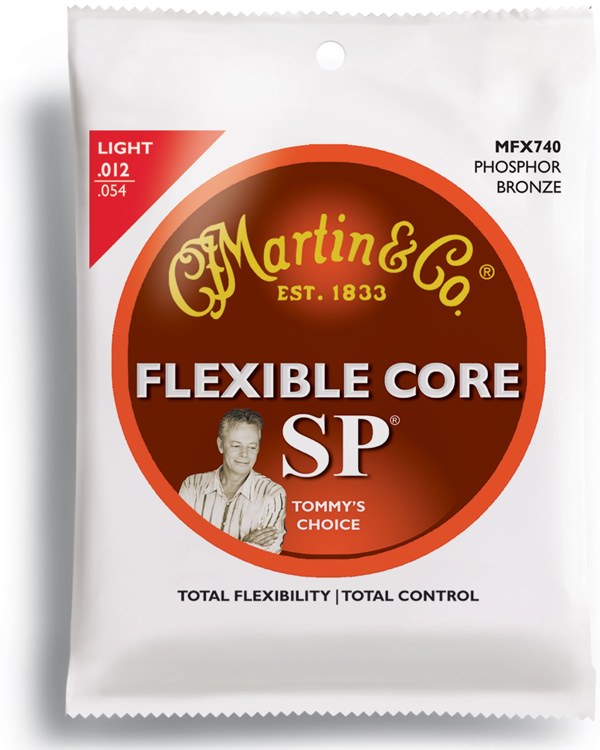 LIGHT
.012
.054
MFX740
PHOSPHOR
BRONZE
CFMartin & Co.®
EST. 1833
FLEXIBLE CORE
SP®
TOMMY'S
CHOICE
TOTAL FLEXIBILITY | TOTAL CONTROL